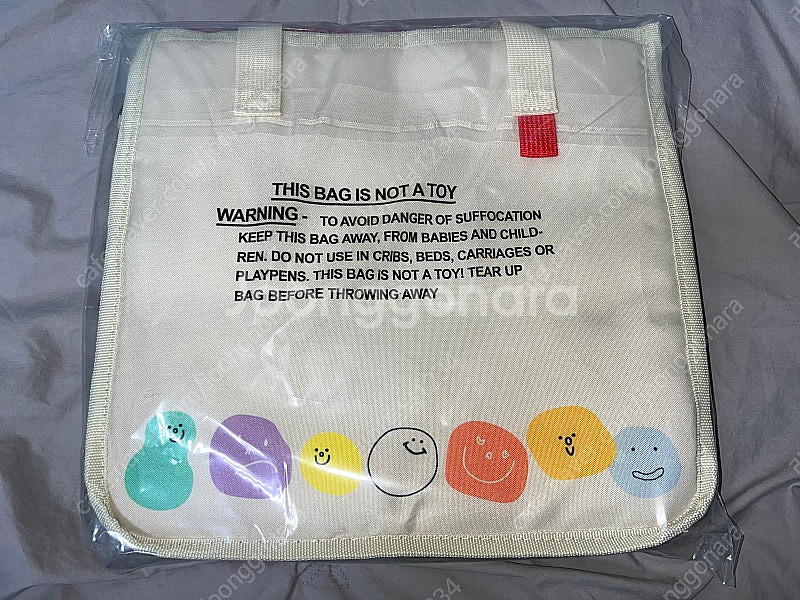 THIS BAG IS NOT A TOY
WARNING - TO AVOID DANGER OF SUFFOCATION
KEEP THIS BAG AWAY, FROM BABIES AND CHILD-
REN. DO NOT USE IN CRIBS, BEDS, CARRIAGES OR
PLAYPENS. THIS BAG IS NOT A TOY! TEAR UP
BAG BEFORE THROWING AWAY
joonggonara